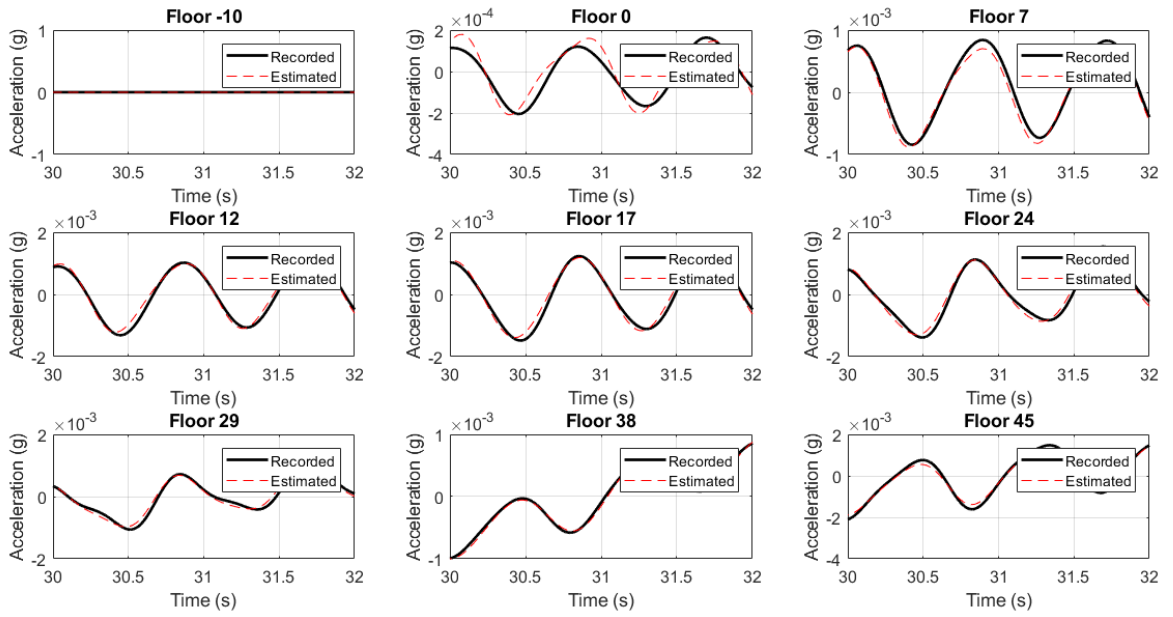 Floor -10
Acceleration (g)
1
0
-1
Recorded
Estimated
30
30.5
31
31.5
32
Time (s)
Floor 0
×10-4
Acceleration (g)
2
0
-2
-4
Recorded
Estimated
30
30.5
31
31.5
32
Time (s)
Floor 7
×10-3
Acceleration (g)
1
0
-1
Recorded
Estimated
30
30.5
31
31.5
32
Time (s)
Floor 12
×10-3
Acceleration (g)
2
0
-2
Recorded
Estimated
30
30.5
31
31.5
32
Time (s)
Floor 17
×10-3
Acceleration (g)
2
0
-2
Recorded
Estimated
30
30.5
31
31.5
32
Time (s)
Floor 24
×10-3
Acceleration (g)
2
0
-2
Recorded
Estimated
30
30.5
31
31.5
32
Time (s)
Floor 29
×10-3
Acceleration (g)
2
0
-2
Recorded
Estimated
30
30.5
31
31.5
32
Time (s)
Floor 38
×10-3
Acceleration (g)
1
0
-1
Recorded
Estimated
30
30.5
31
31.5
32
Time (s)
Floor 45
×10-3
Acceleration (g)
2
0
-2
-4
Recorded
Estimated
30
30.5
31
31.5
32
Time (s)